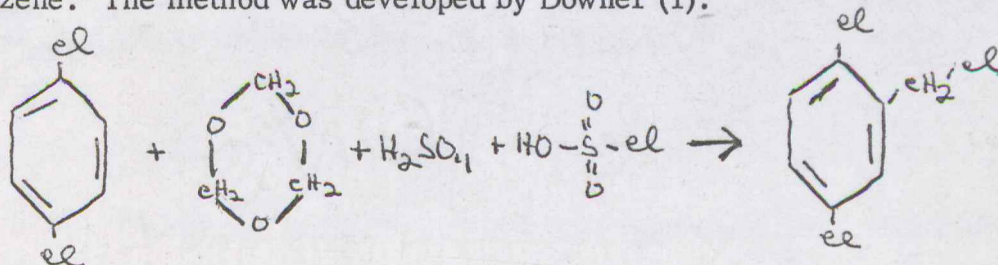 zene. The method was developed by Downer (1).
Cl Cl
CH2 CH2 Cl
O O O
+ + H2SO4 + HO-S-Cl →
CH2 CH2 O
O
Cl Cl